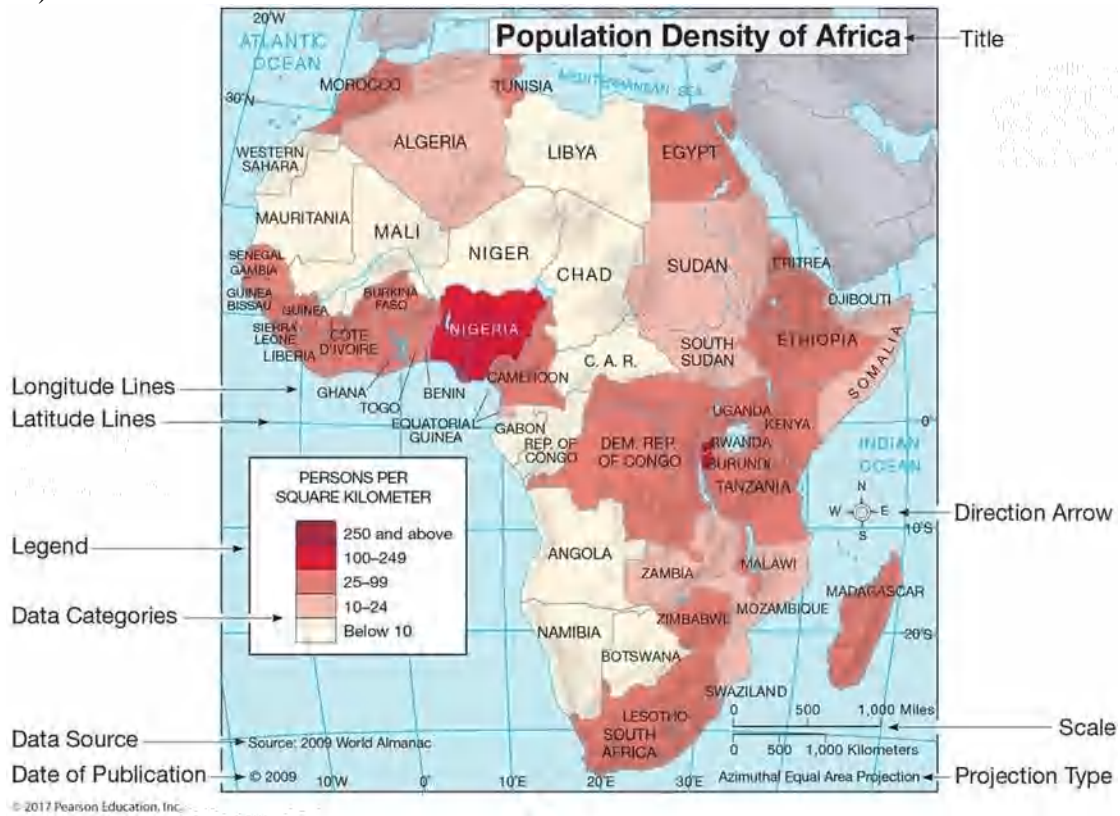 20°W
ATLANTIC
OCEAN
Population Density of Africa
Title
MEDITERRANEAN SEA
MOROCCO
TUNISIA
30°N
ALGERIA
LIBYA
EGYPT
WESTERN
SAHARA
MAURITANIA
MALI
NIGER
CHAD
SUDAN
SENEGAL
GAMBIA
ERITREA
GUINEA
BISSAU
GUINEA
BURKINA
FASO
DJIBOUTI
NIGERIA
SIERRA
LEONE
LIBERIA
CÔTE
D'IVOIRE
SOUTH
SUDAN
ETHIOPIA
SOMALIA
C. A. R.
CAMEROON
Longitude Lines
GHANA
TOGO
BENIN
Latitude Lines
EQUATORIAL
GUINEA
GABON
REP. OF
CONGO
DEM. REP.
OF CONGO
UGANDA
KENYA
0°
RWANDA
BURUNDI
TANZANIA
INDIAN
OCEAN
PERSONS PER
SQUARE KILOMETER
250 and above
100–249
25–99
10–24
Below 10
N
W E
S
Direction Arrow
10°S
Legend
ANGOLA
ZAMBIA
MALAWI
Data Categories
MADAGASCAR
MOZAMBIQUE
ZIMBABWE
NAMIBIA
20°S
BOTSWANA
SWAZILAND
LESOTHO
SOUTH
AFRICA
0 500 1,000 Miles
0 500 1,000 Kilometers
Scale
Data Source
Source: 2009 World Almanac
Date of Publication
© 2009
10°W 0° 10°E 20°E 30°E
Azimuthal Equal Area Projection
Projection Type
© 2017 Pearson Education, Inc.